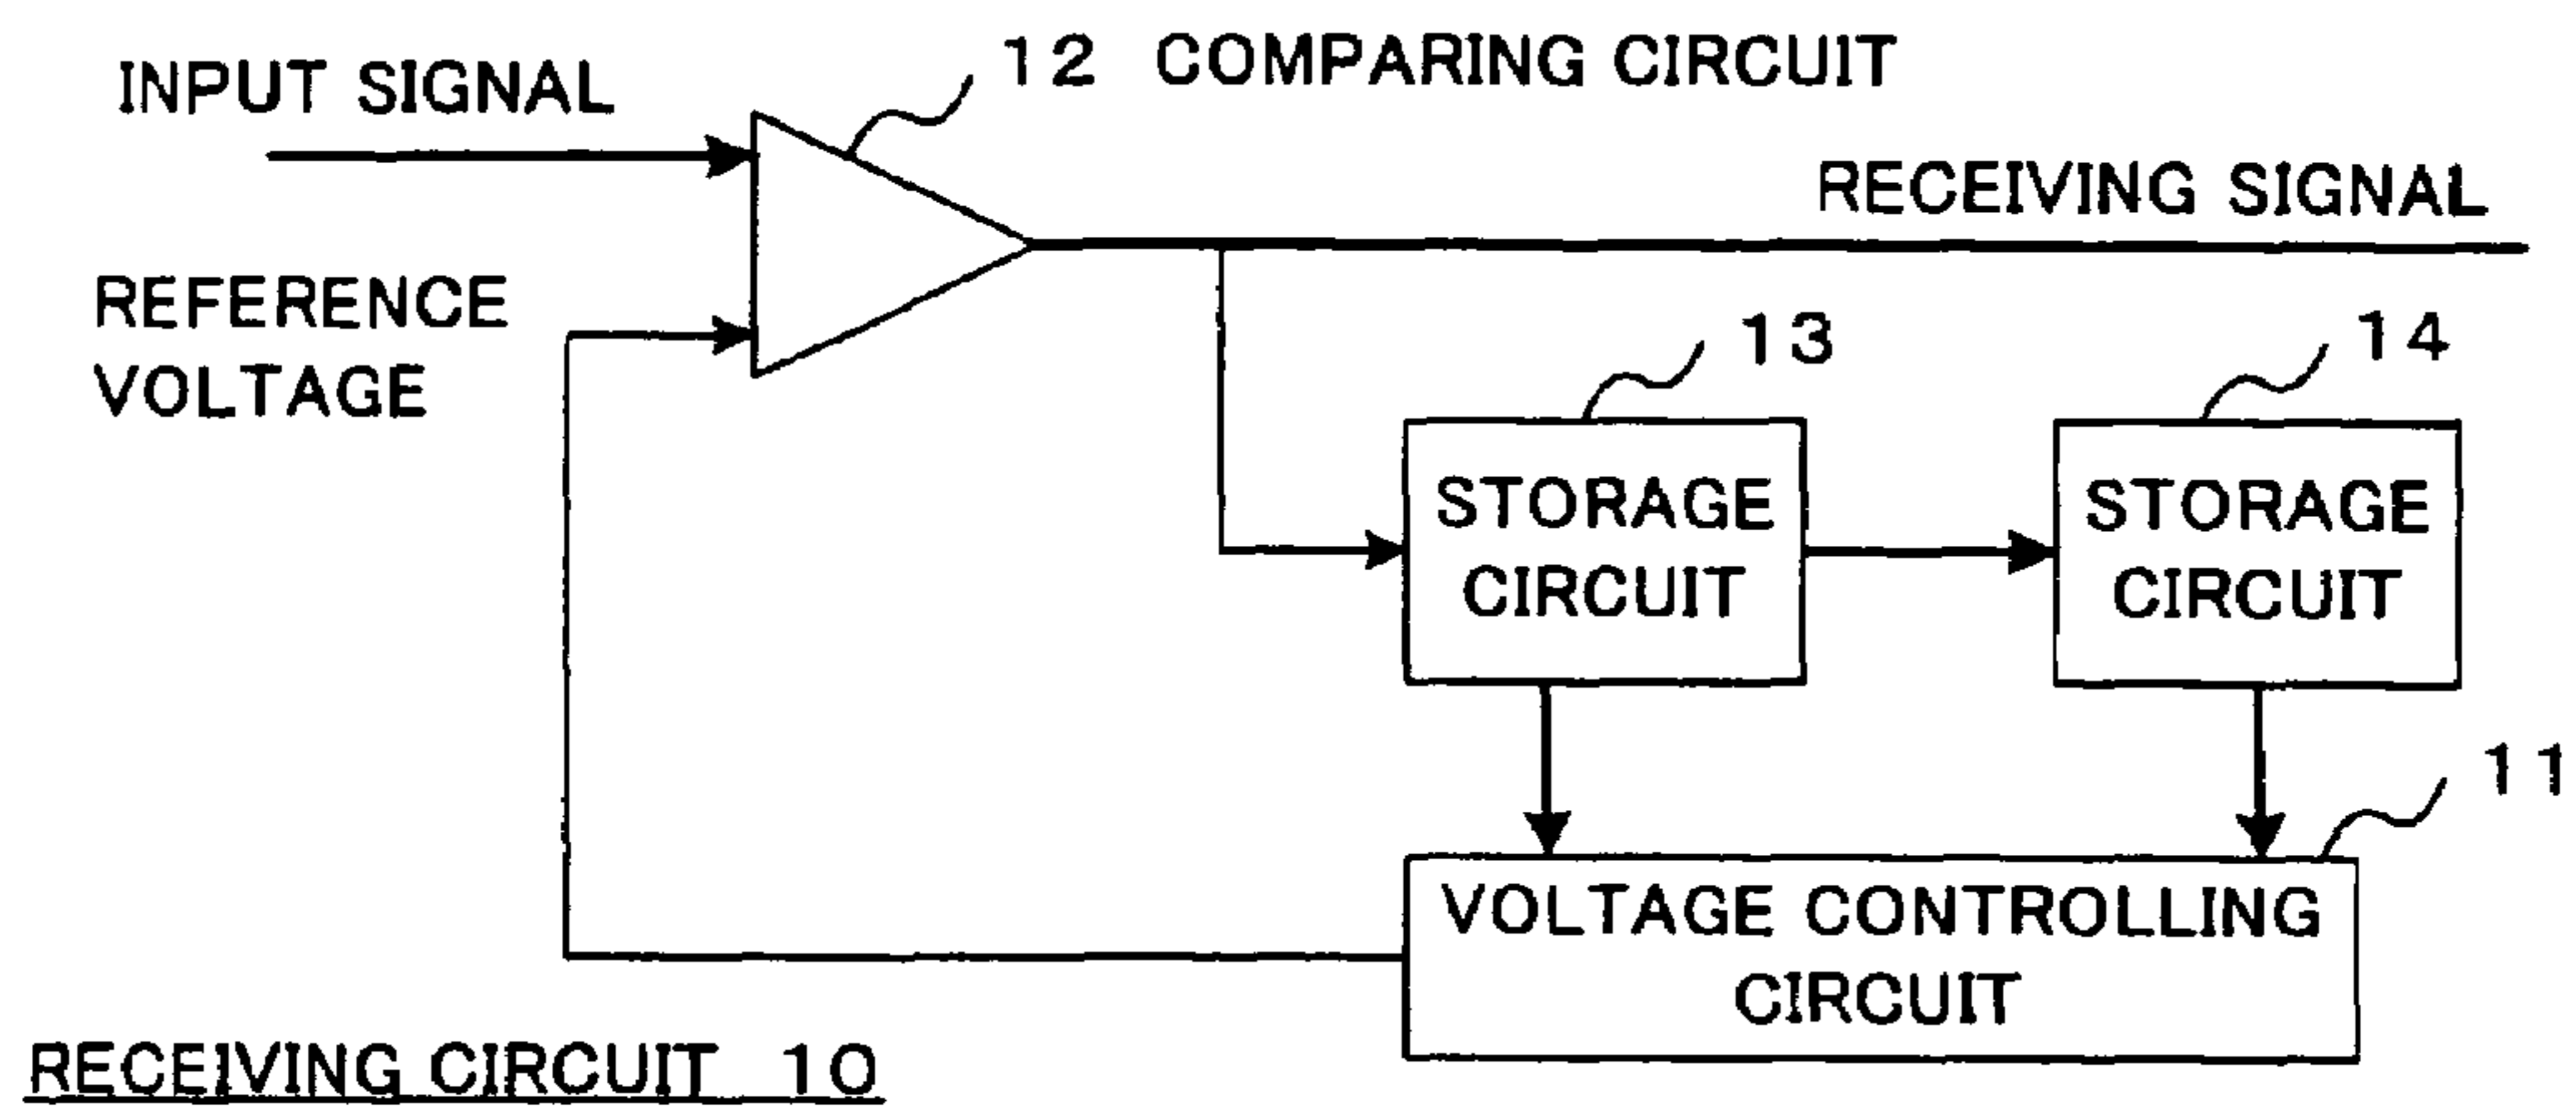 12 COMPARING CIRCUIT
INPUT SIGNAL
RECEIVING SIGNAL
REFERENCE
VOLTAGE
13
14
STORAGE
CIRCUIT
STORAGE
CIRCUIT
11
VOLTAGE CONTROLLING
CIRCUIT
RECEIVING CIRCUIT 10